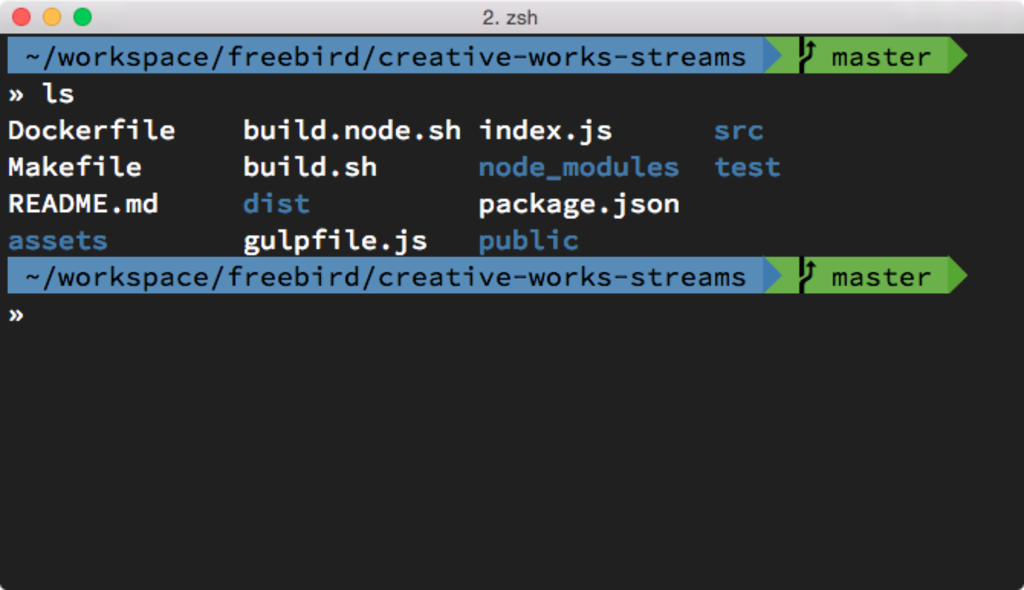 2. zsh
~/workspace/freebird/creative-works-streams master
» ls
Dockerfile build.node.sh index.js src
Makefile build.sh node_modules test
README.md dist package.json
assets gulpfile.js public
~/workspace/freebird/creative-works-streams master
»